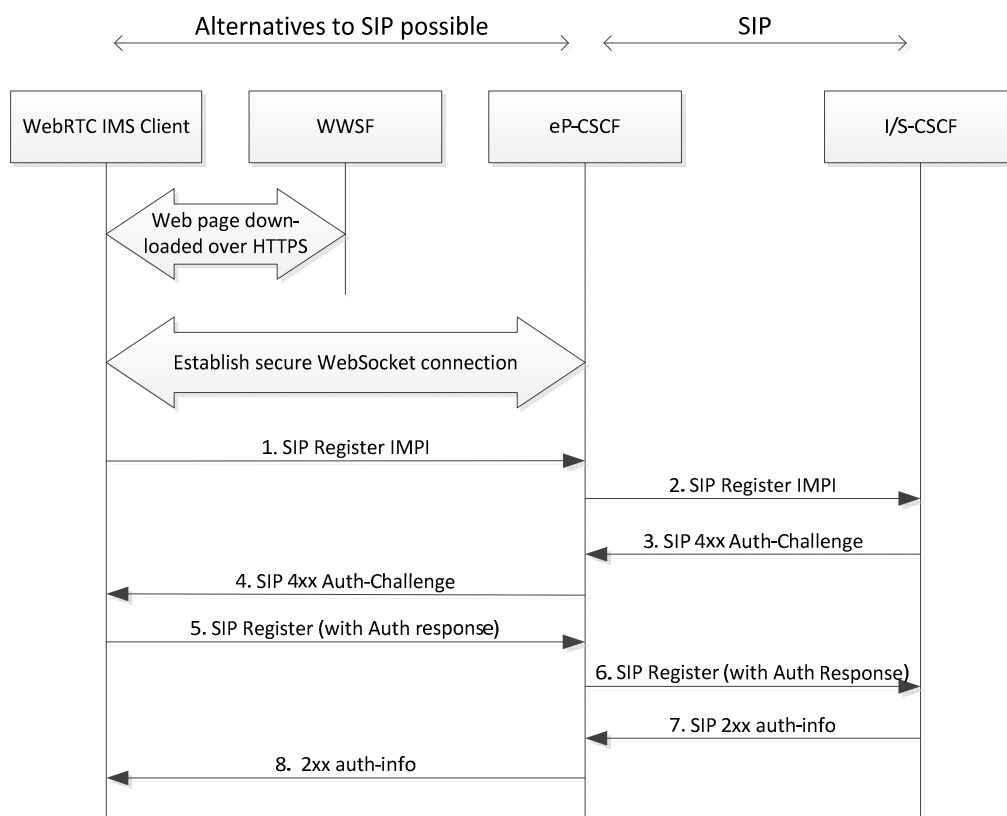 Alternatives to SIP possible
SIP
WebRTC IMS Client
WWSF
eP-CSCF
I/S-CSCF
Web page down-
loaded over HTTPS
Establish secure WebSocket connection
1. SIP Register IMPI
2. SIP Register IMPI
3. SIP 4xx Auth-Challenge
4. SIP 4xx Auth-Challenge
5. SIP Register (with Auth response)
6. SIP Register (with Auth Response)
7. SIP 2xx auth-info
8. 2xx auth-info